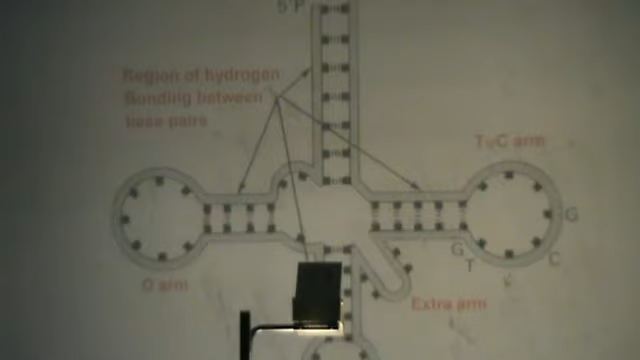 5'P
Region of hydrogen
Bonding between
base pairs
TψC arm
G
C
G
T
D arm
Extra arm